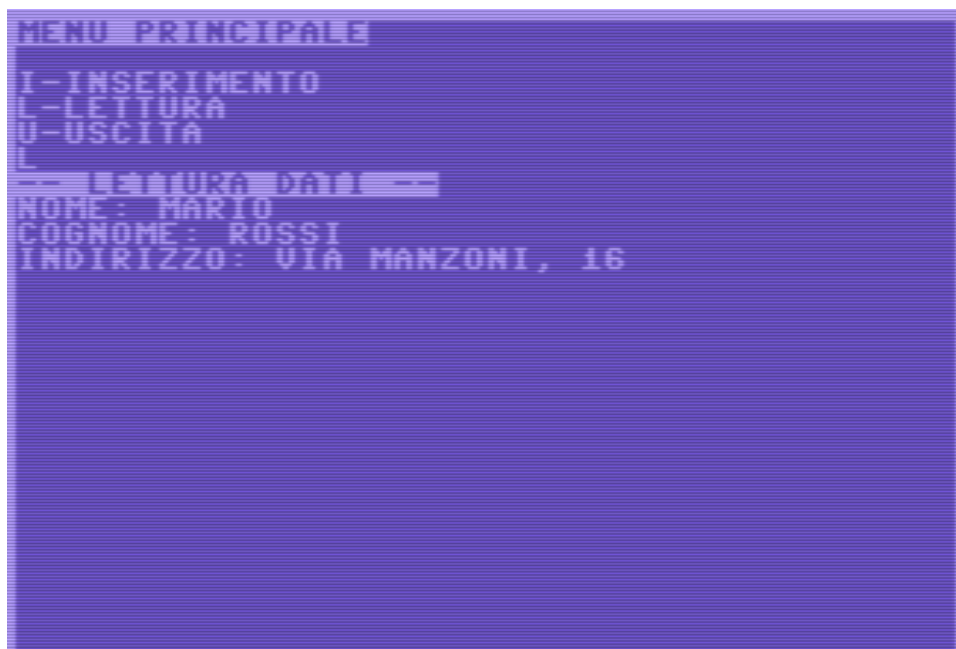 MENU PRINCIPALE
I-INSERIMENTO
L-LETTURA
U-USCITA
L
-- LETTURA DATI --
NOME: MARIO
COGNOME: ROSSI
INDIRIZZO: VIA MANZONI, 16